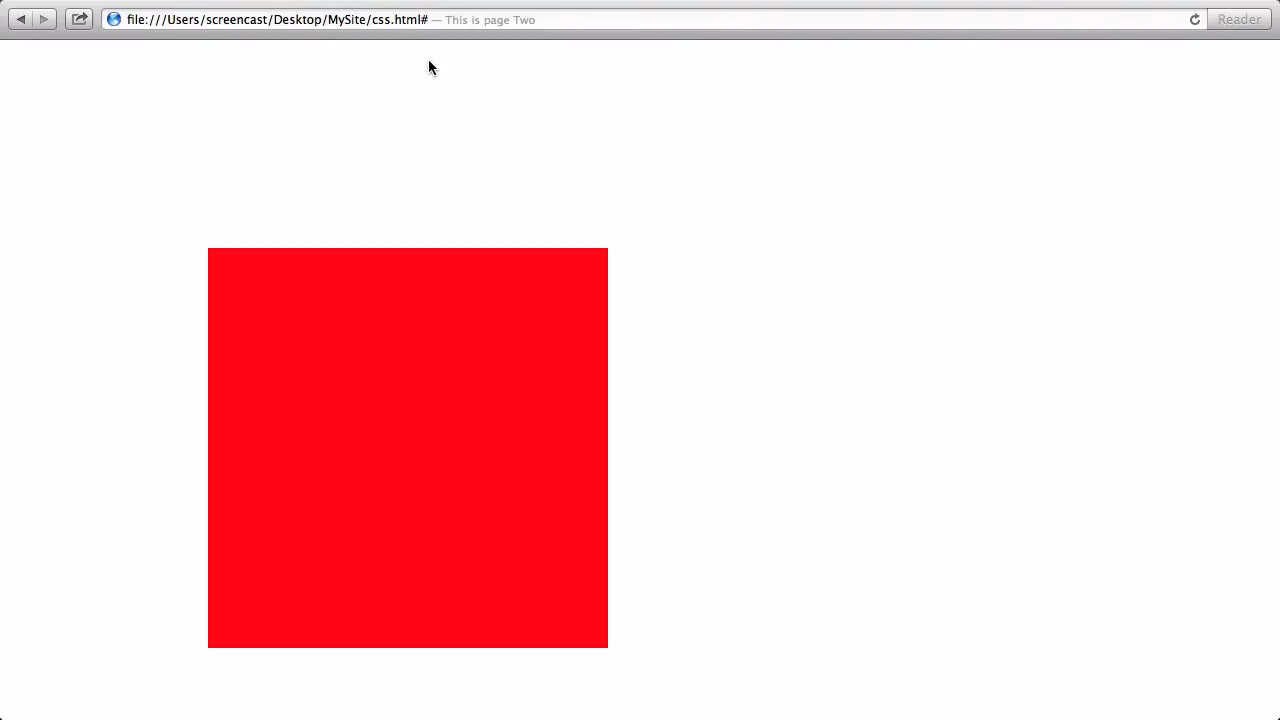 file:///Users/screencast/Desktop/MySite/css.html# — This is page Two
Reader